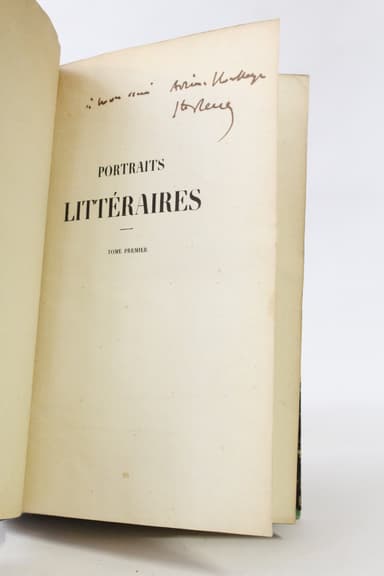 à mon ami
PORTRAITS
LITTÉRAIRES
TOME PREMIER.